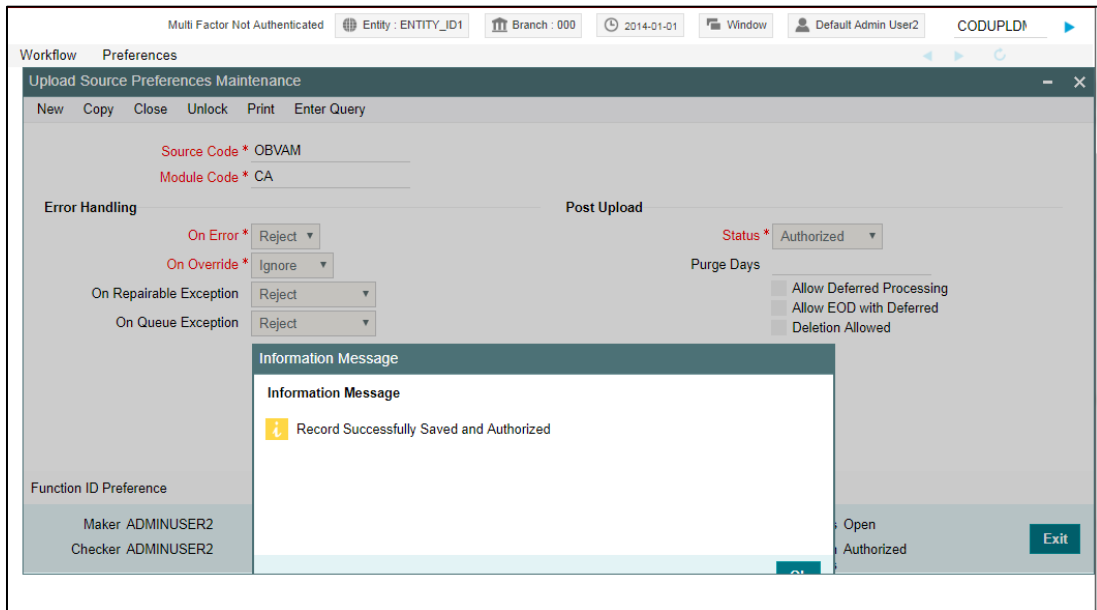 Multi Factor Not Authenticated Entity : ENTITY_ID1 Branch : 000 2014-01-01 Window Default Admin User2
Workflow Preferences
Upload Source Preferences Maintenance
New Copy Close Unlock Print Enter Query
Source Code * OBVAM
Module Code * CA
Error Handling Post Upload
On Error * Reject Status * Authorized
On Override * Ignore Purge Days
On Repairable Exception Reject Allow Deferred Processing
Allow EOD with Deferred
On Queue Exception Reject Deletion Allowed
Information Message
Information Message
Record Successfully Saved and Authorized
Function ID Preference
Maker ADMINUSER2 Open
Checker ADMINUSER2 Authorized
Exit